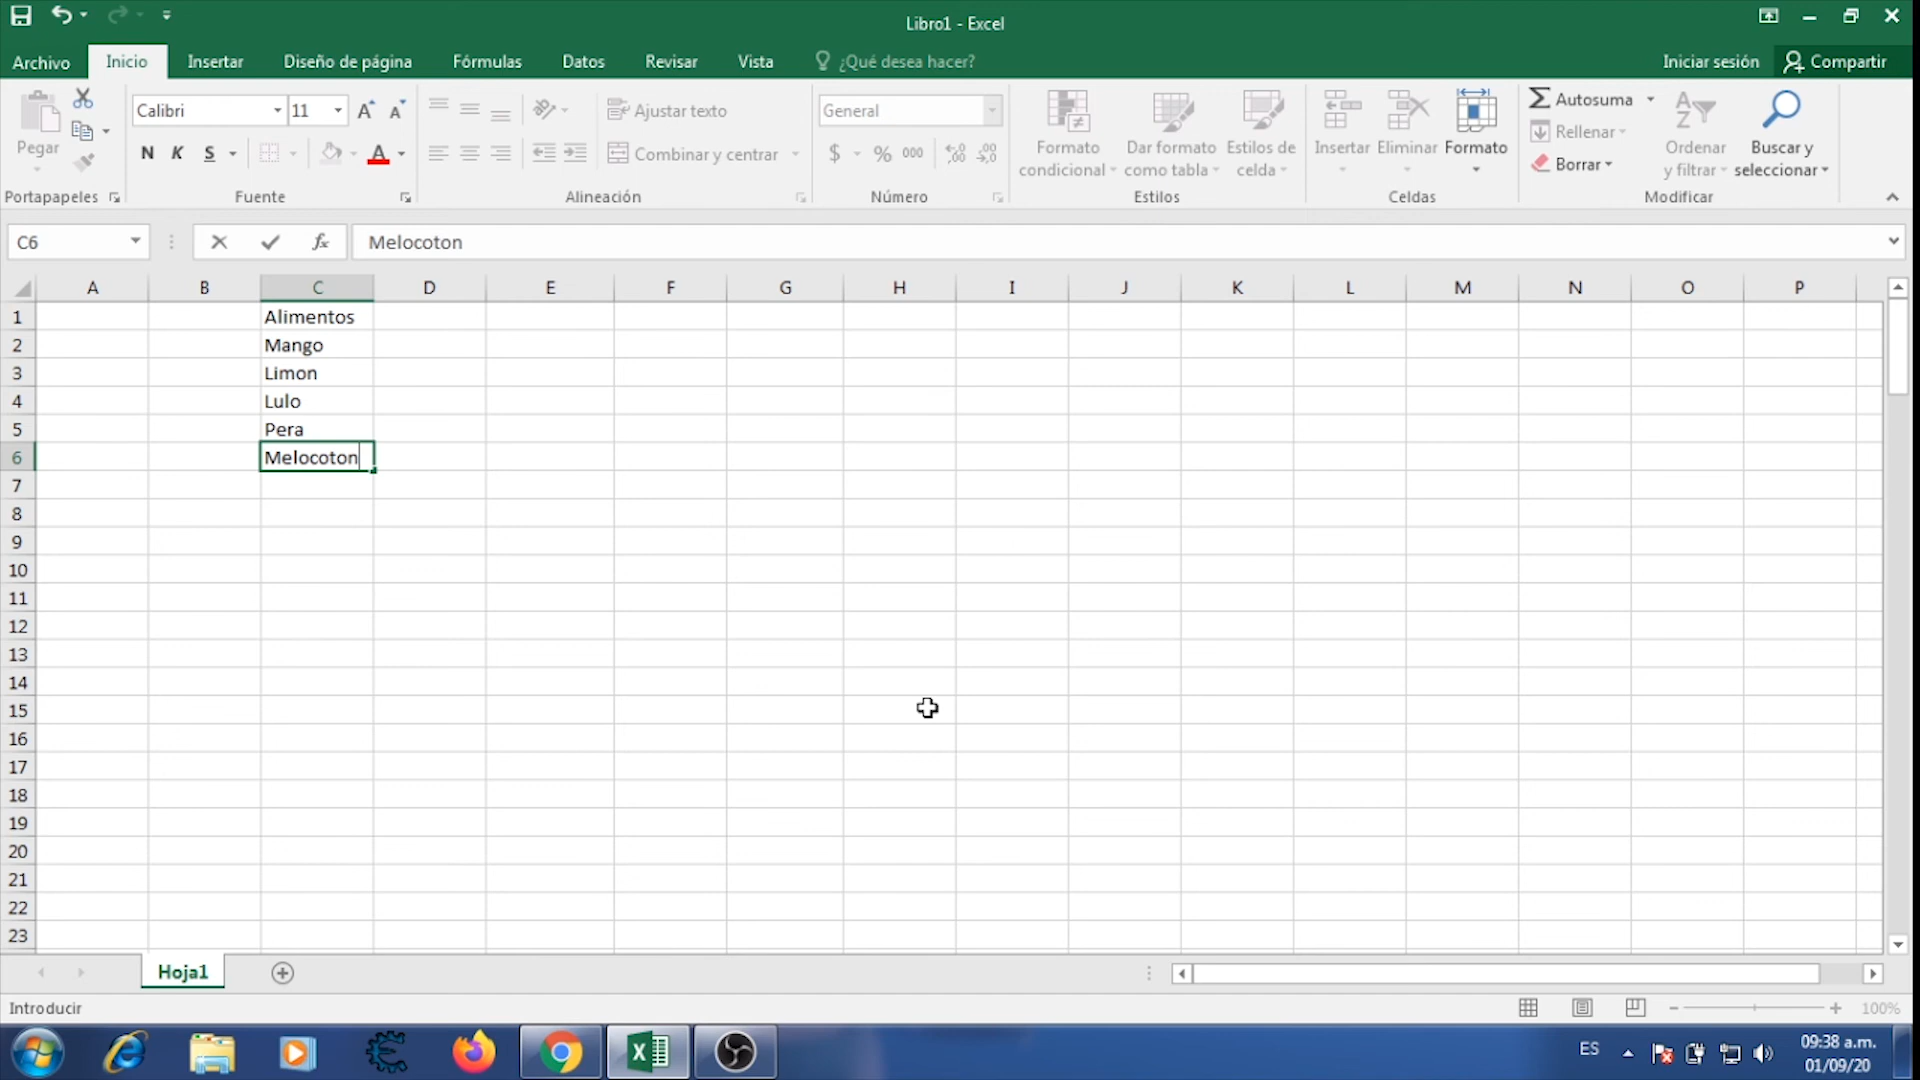 Libro1 - Excel
Archivo Inicio Insertar Diseño de página Fórmulas Datos Revisar Vista ¿Qué desea hacer? Iniciar sesión Compartir
Pegar
Portapapeles
Calibri 11
N K S A
Fuente
Ajustar texto
Combinar y centrar
Alineación
General
$ % 000
Número
Formato condicional
Dar formato como tabla
Estilos de celda
Estilos
Insertar Eliminar Formato
Celdas
Autosuma
Rellenar
Borrar
Ordenar y filtrar
Buscar y seleccionar
Modificar
C6 fx Melocoton
A B C D E F G H I J K L M N O P
1 Alimentos
2 Mango
3 Limon
4 Lulo
5 Pera
6 Melocoton
7
8
9
10
11
12
13
14
15
16
17
18
19
20
21
22
23
Hoja1
Introducir 100%
ES 09:38 a.m.
01/09/20